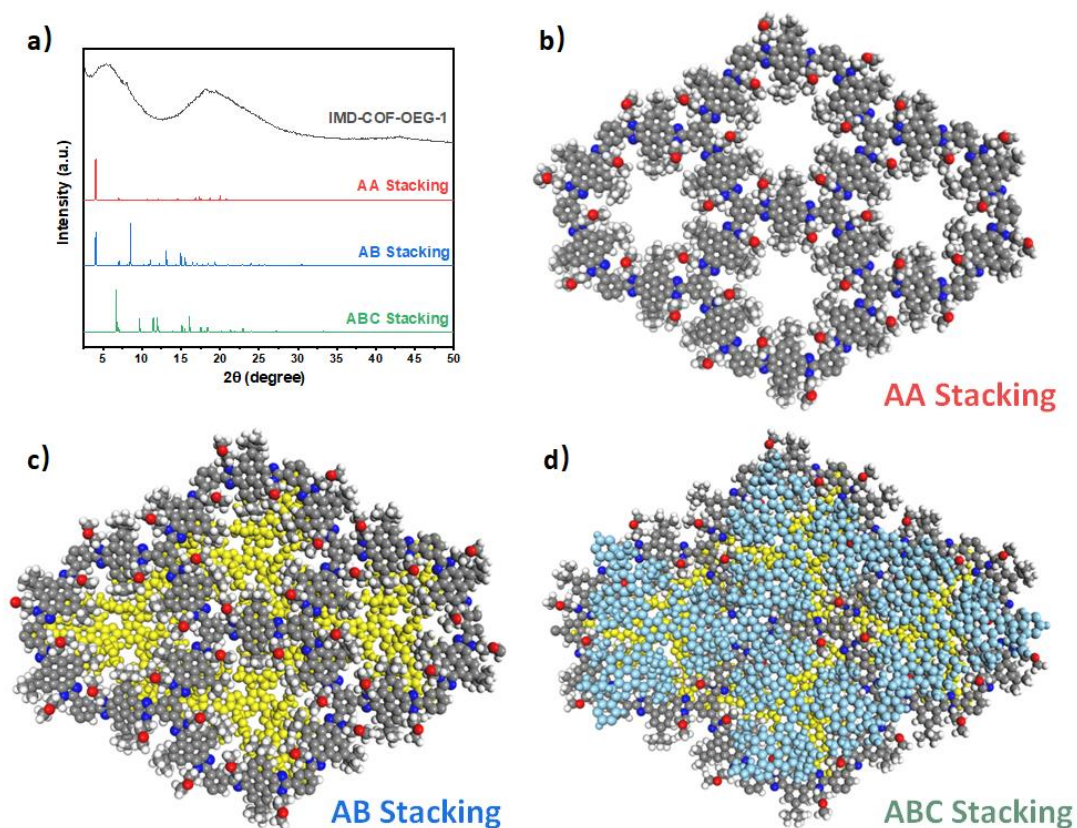 a)
b)
Intensity (a.u.)
IMD-COF-OEG-1
AA Stacking
AB Stacking
ABC Stacking
5 10 15 20 25 30 35 40 45 50
2θ (degree)
AA Stacking
c)
d)
AB Stacking
ABC Stacking